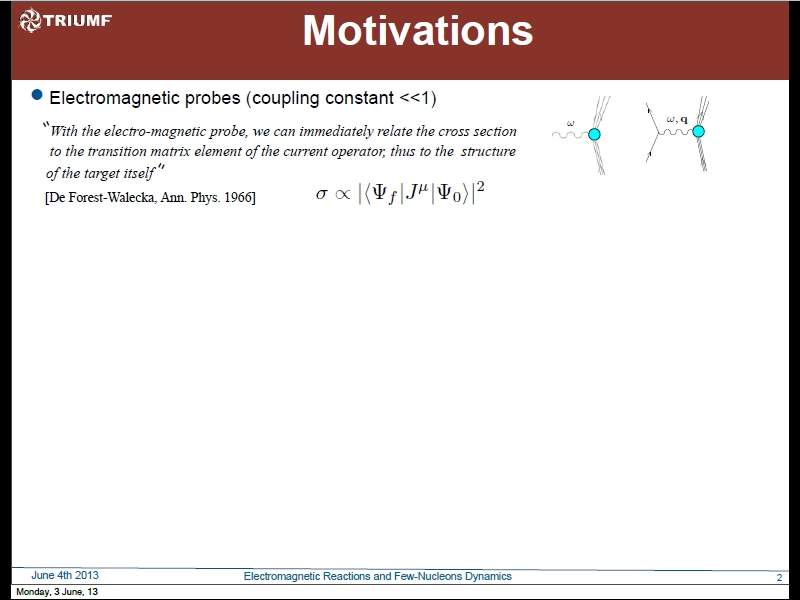 TRIUMF
Motivations
Electromagnetic probes (coupling constant <<1)
“With the electro-magnetic probe, we can immediately relate the cross section
to the transition matrix element of the current operator, thus to the structure
of the target itself”
[De Forest-Walecka, Ann. Phys. 1966]
σ ∝ |⟨Ψ_f|J^μ|Ψ_0⟩|^2
ω
ω, q
June 4th 2013
Electromagnetic Reactions and Few-Nucleons Dynamics
2
Monday, 3 June, 13